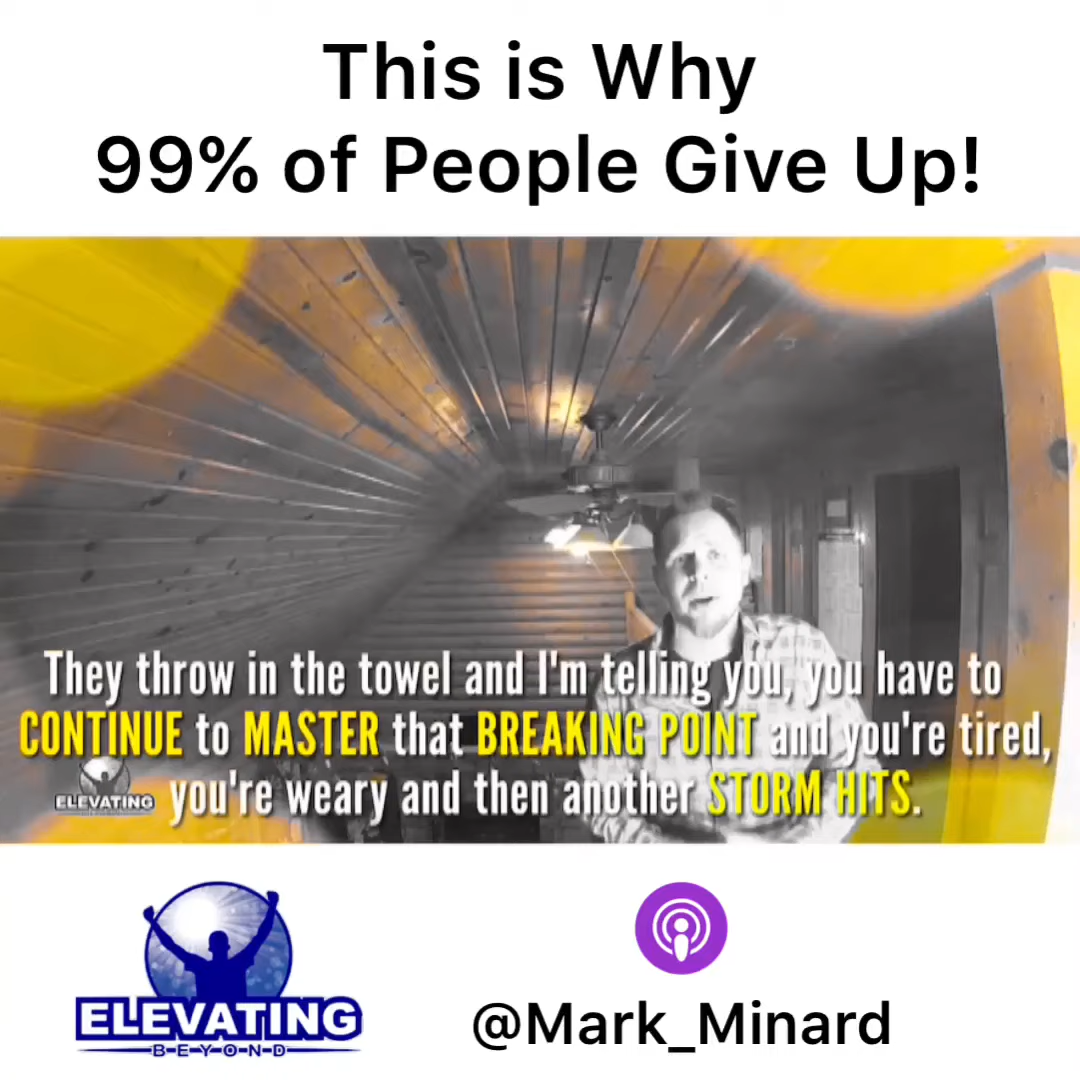 This is Why
99% of People Give Up!
They throw in the towel and I'm telling you, you have to
CONTINUE to MASTER that BREAKING POINT and you're tired,
you're weary and then another STORM HITS.
ELEVATING
ELEVATING
BEYOND
@Mark_Minard